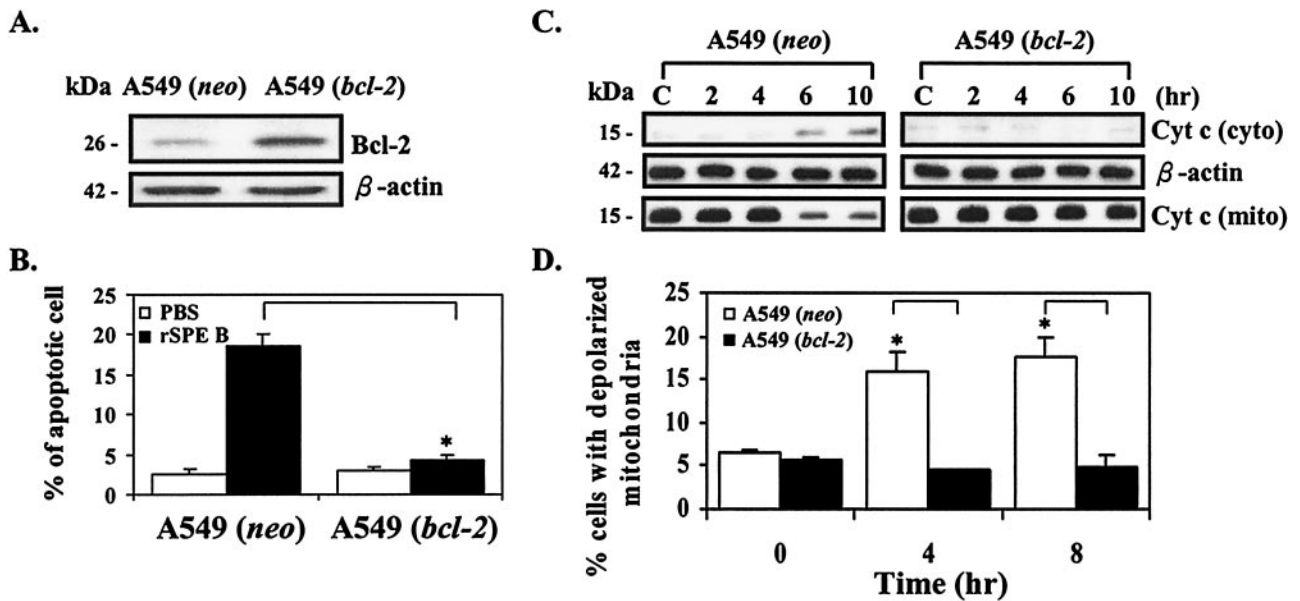 A.
kDa A549 (neo) A549 (bcl-2)
26 - Bcl-2
42 - β-actin
B.
% of apoptotic cell
25
20
15
10
5
0
PBS
rSPE B
*
A549 (neo) A549 (bcl-2)
C.
A549 (neo) A549 (bcl-2)
kDa C 2 4 6 10 C 2 4 6 10 (hr)
15 - Cyt c (cyto)
42 - β-actin
15 - Cyt c (mito)
D.
% cells with depolarized
mitochondria
25
20
15
10
5
0
A549 (neo)
A549 (bcl-2)
* *
0 4 8
Time (hr)